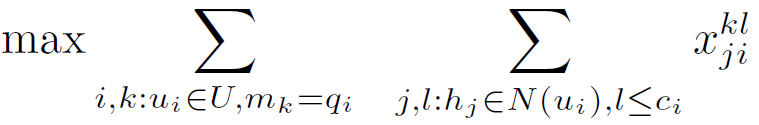 max ∑_{i,k:u_i∈U,m_k=q_i} ∑_{j,l:h_j∈N(u_i),l≤c_i} x_{ji}^{kl}